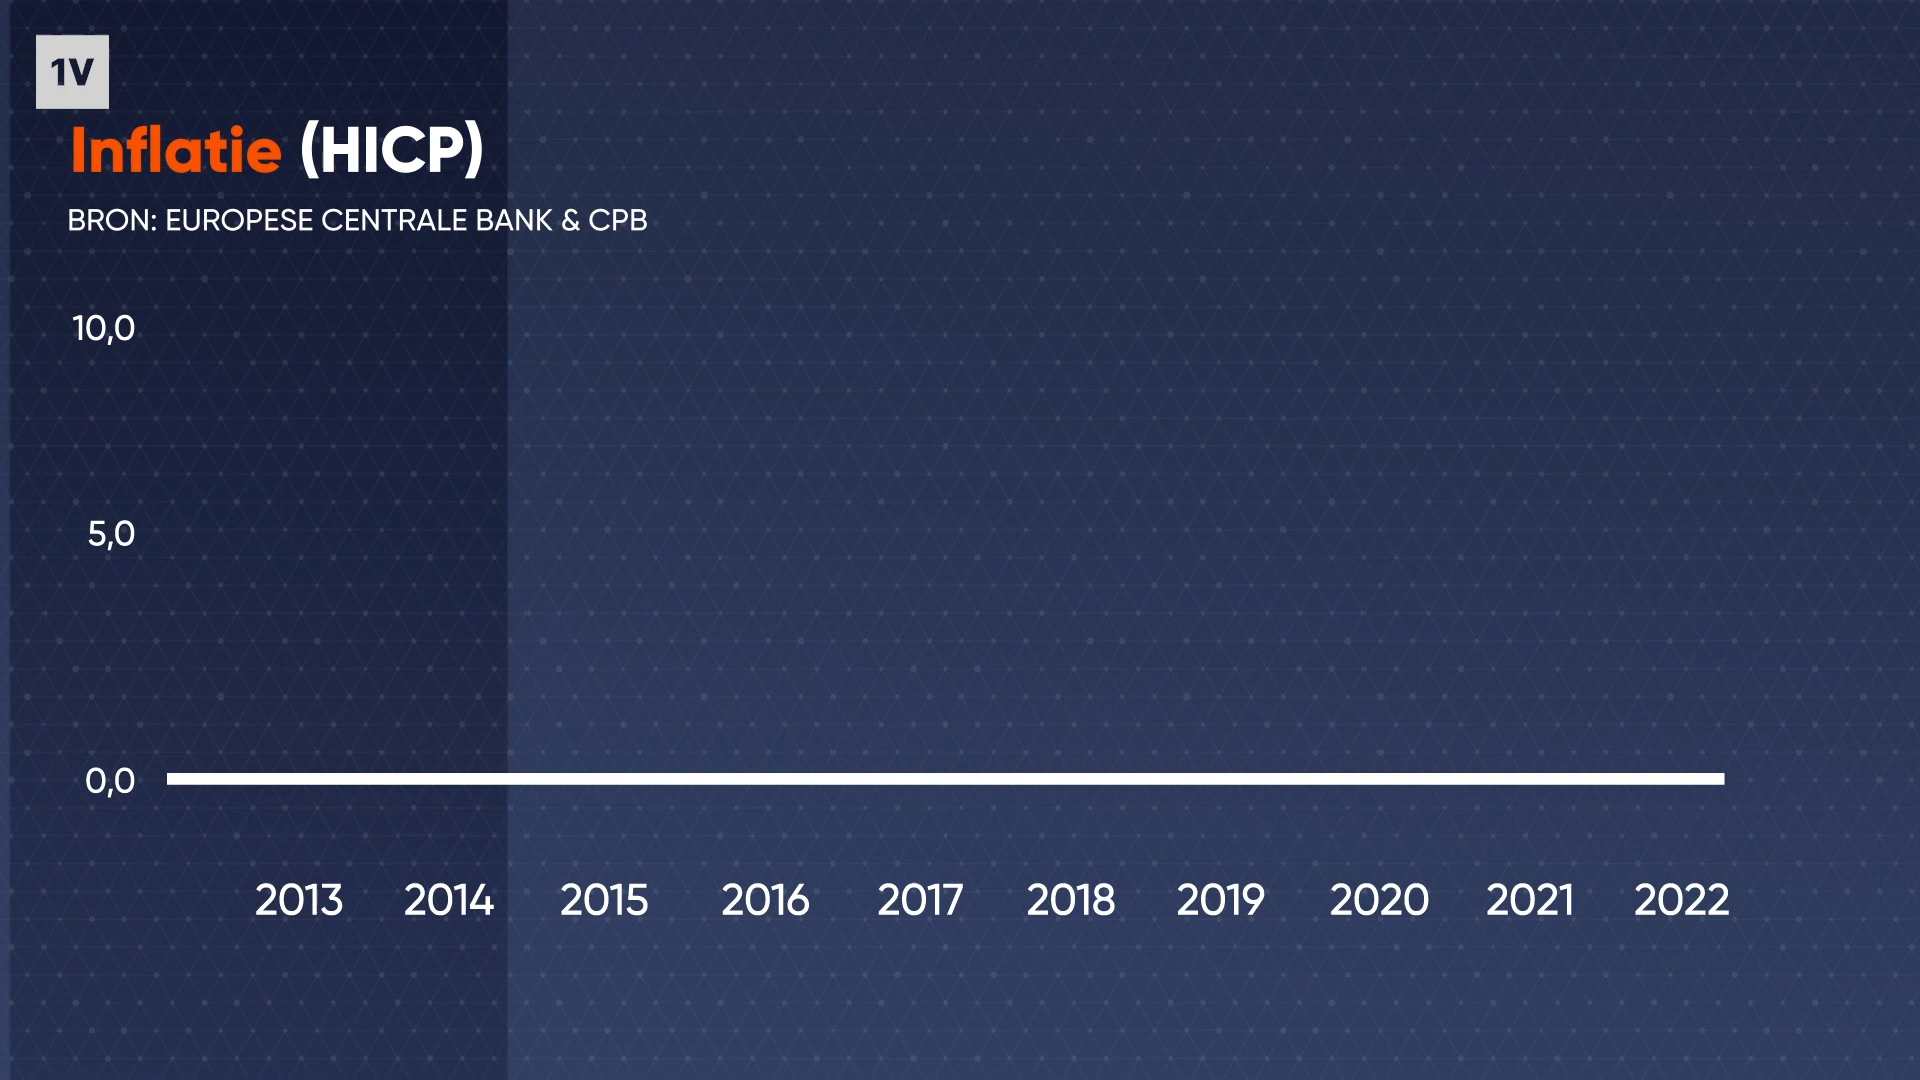 1V
Inflatie (HICP)
BRON: EUROPESE CENTRALE BANK & CPB
10,0
5,0
0,0
2013 2014 2015 2016 2017 2018 2019 2020 2021 2022